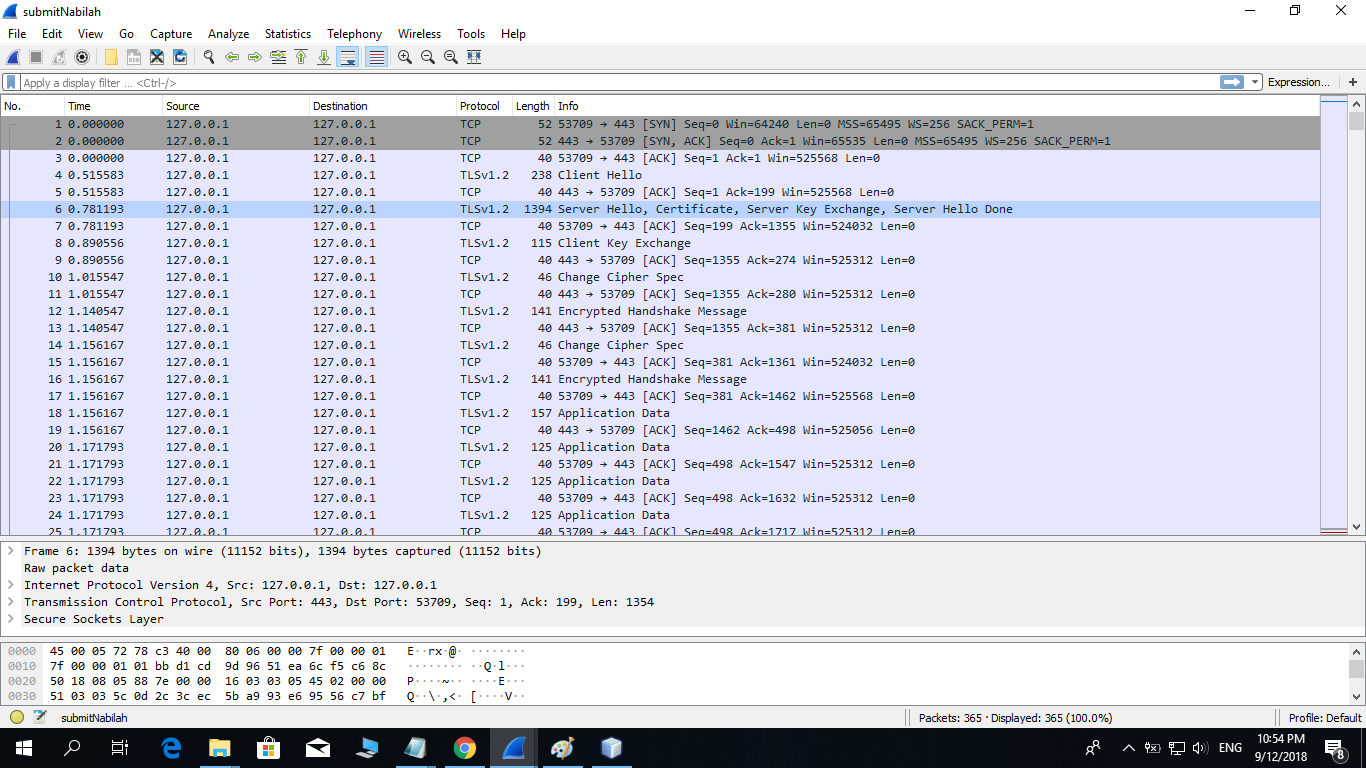 submitNabilah
File Edit View Go Capture Analyze Statistics Telephony Wireless Tools Help
Apply a display filter ... <Ctrl-/> Expression... +
No. Time Source Destination Protocol Length Info
1 0.000000 127.0.0.1 127.0.0.1 TCP 52 53709 → 443 [SYN] Seq=0 Win=64240 Len=0 MSS=65495 WS=256 SACK_PERM=1
2 0.000000 127.0.0.1 127.0.0.1 TCP 52 443 → 53709 [SYN, ACK] Seq=0 Ack=1 Win=65535 Len=0 MSS=65495 WS=256 SACK_PERM=1
3 0.000000 127.0.0.1 127.0.0.1 TCP 40 53709 → 443 [ACK] Seq=1 Ack=1 Win=525568 Len=0
4 0.515583 127.0.0.1 127.0.0.1 TLSv1.2 238 Client Hello
5 0.515583 127.0.0.1 127.0.0.1 TCP 40 443 → 53709 [ACK] Seq=1 Ack=199 Win=525568 Len=0
6 0.781193 127.0.0.1 127.0.0.1 TLSv1.2 1394 Server Hello, Certificate, Server Key Exchange, Server Hello Done
7 0.781193 127.0.0.1 127.0.0.1 TCP 40 53709 → 443 [ACK] Seq=199 Ack=1355 Win=524032 Len=0
8 0.890556 127.0.0.1 127.0.0.1 TLSv1.2 115 Client Key Exchange
9 0.890556 127.0.0.1 127.0.0.1 TCP 40 443 → 53709 [ACK] Seq=1355 Ack=274 Win=525312 Len=0
10 1.015547 127.0.0.1 127.0.0.1 TLSv1.2 46 Change Cipher Spec
11 1.015547 127.0.0.1 127.0.0.1 TCP 40 443 → 53709 [ACK] Seq=1355 Ack=280 Win=525312 Len=0
12 1.140547 127.0.0.1 127.0.0.1 TLSv1.2 141 Encrypted Handshake Message
13 1.140547 127.0.0.1 127.0.0.1 TCP 40 443 → 53709 [ACK] Seq=1355 Ack=381 Win=525312 Len=0
14 1.156167 127.0.0.1 127.0.0.1 TLSv1.2 46 Change Cipher Spec
15 1.156167 127.0.0.1 127.0.0.1 TCP 40 53709 → 443 [ACK] Seq=381 Ack=1361 Win=524032 Len=0
16 1.156167 127.0.0.1 127.0.0.1 TLSv1.2 141 Encrypted Handshake Message
17 1.156167 127.0.0.1 127.0.0.1 TCP 40 53709 → 443 [ACK] Seq=381 Ack=1462 Win=525568 Len=0
18 1.156167 127.0.0.1 127.0.0.1 TLSv1.2 157 Application Data
19 1.156167 127.0.0.1 127.0.0.1 TCP 40 443 → 53709 [ACK] Seq=1462 Ack=498 Win=525056 Len=0
20 1.171793 127.0.0.1 127.0.0.1 TLSv1.2 125 Application Data
21 1.171793 127.0.0.1 127.0.0.1 TCP 40 53709 → 443 [ACK] Seq=498 Ack=1547 Win=525312 Len=0
22 1.171793 127.0.0.1 127.0.0.1 TLSv1.2 125 Application Data
23 1.171793 127.0.0.1 127.0.0.1 TCP 40 53709 → 443 [ACK] Seq=498 Ack=1632 Win=525312 Len=0
24 1.171793 127.0.0.1 127.0.0.1 TLSv1.2 125 Application Data
25 1.171793 127.0.0.1 127.0.0.1 TCP 40 53709 → 443 [ACK] Seq=498 Ack=1717 Win=525312 Len=0
Frame 6: 1394 bytes on wire (11152 bits), 1394 bytes captured (11152 bits)
Raw packet data
Internet Protocol Version 4, Src: 127.0.0.1, Dst: 127.0.0.1
Transmission Control Protocol, Src Port: 443, Dst Port: 53709, Seq: 1, Ack: 199, Len: 1354
Secure Sockets Layer
0000 45 00 05 72 78 c3 40 00 80 06 00 00 7f 00 00 01 E··rx·@· ········
0010 7f 00 00 01 01 bb d1 cd 9d 96 51 ea 6c f5 c6 8c ········ ··Q·l···
0020 50 18 08 05 88 7e 00 00 16 03 03 05 45 02 00 00 P····~·· ····E···
0030 51 03 03 5c 0d 2c 3c ec 5b a9 93 e6 95 56 c7 bf Q··\·,<· [····V··
submitNabilah Packets: 365 · Displayed: 365 (100.0%) Profile: Default
ENG 10:54 PM 9/12/2018 8